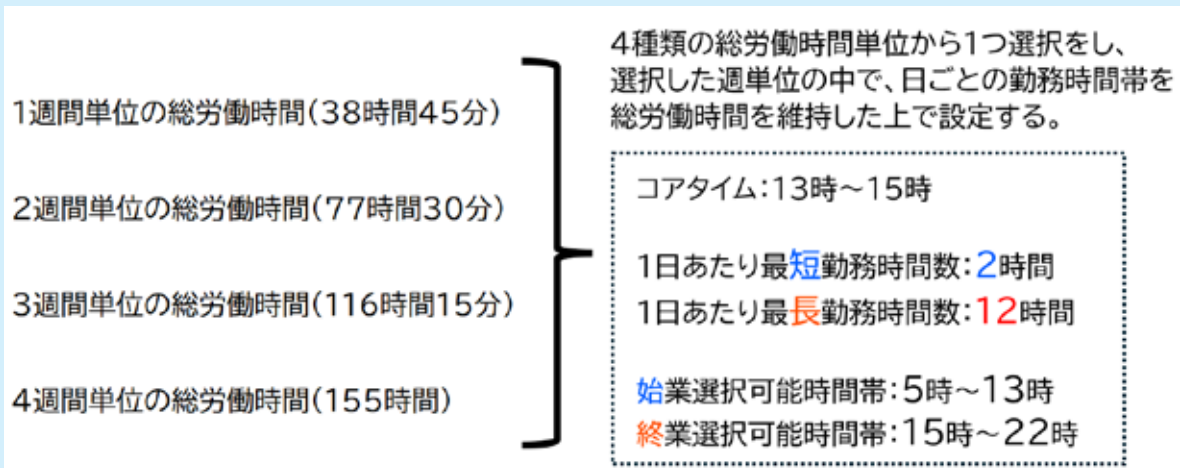 1週間単位の総労働時間(38時間45分)
2週間単位の総労働時間(77時間30分)
3週間単位の総労働時間(116時間15分)
4週間単位の総労働時間(155時間)
4種類の総労働時間単位から1つ選択をし、
選択した週単位の中で、日ごとの勤務時間帯を
総労働時間を維持した上で設定する。
コアタイム:13時~15時
1日あたり最短勤務時間数:2時間
1日あたり最長勤務時間数:12時間
始業選択可能時間帯:5時~13時
終業選択可能時間帯:15時~22時